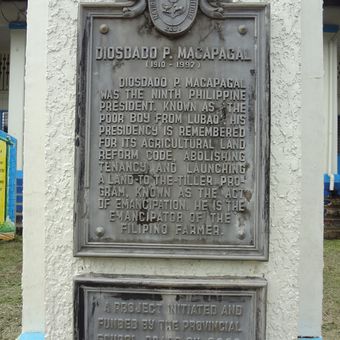 DIOSDADO P. MACAPAGAL
(1910 - 1997)
DIOSDADO P. MACAPAGAL
WAS THE NINTH PHILIPPINE
PRESIDENT. KNOWN AS "THE
POOR BOY FROM LUBAO", HIS
PRESIDENCY IS REMEMBERED
FOR ITS AGRICULTURAL LAND
REFORM CODE, ABOLISHING
TENANCY AND LAUNCHING
A LAND-TO-THE-TILLER PRO-
GRAM, KNOWN AS THE "ACT
OF EMANCIPATION". HE IS THE
EMANCIPATOR OF THE
FILIPINO FARMER.
A PROJECT INITIATED AND
FUNDED BY THE PROVINCIAL